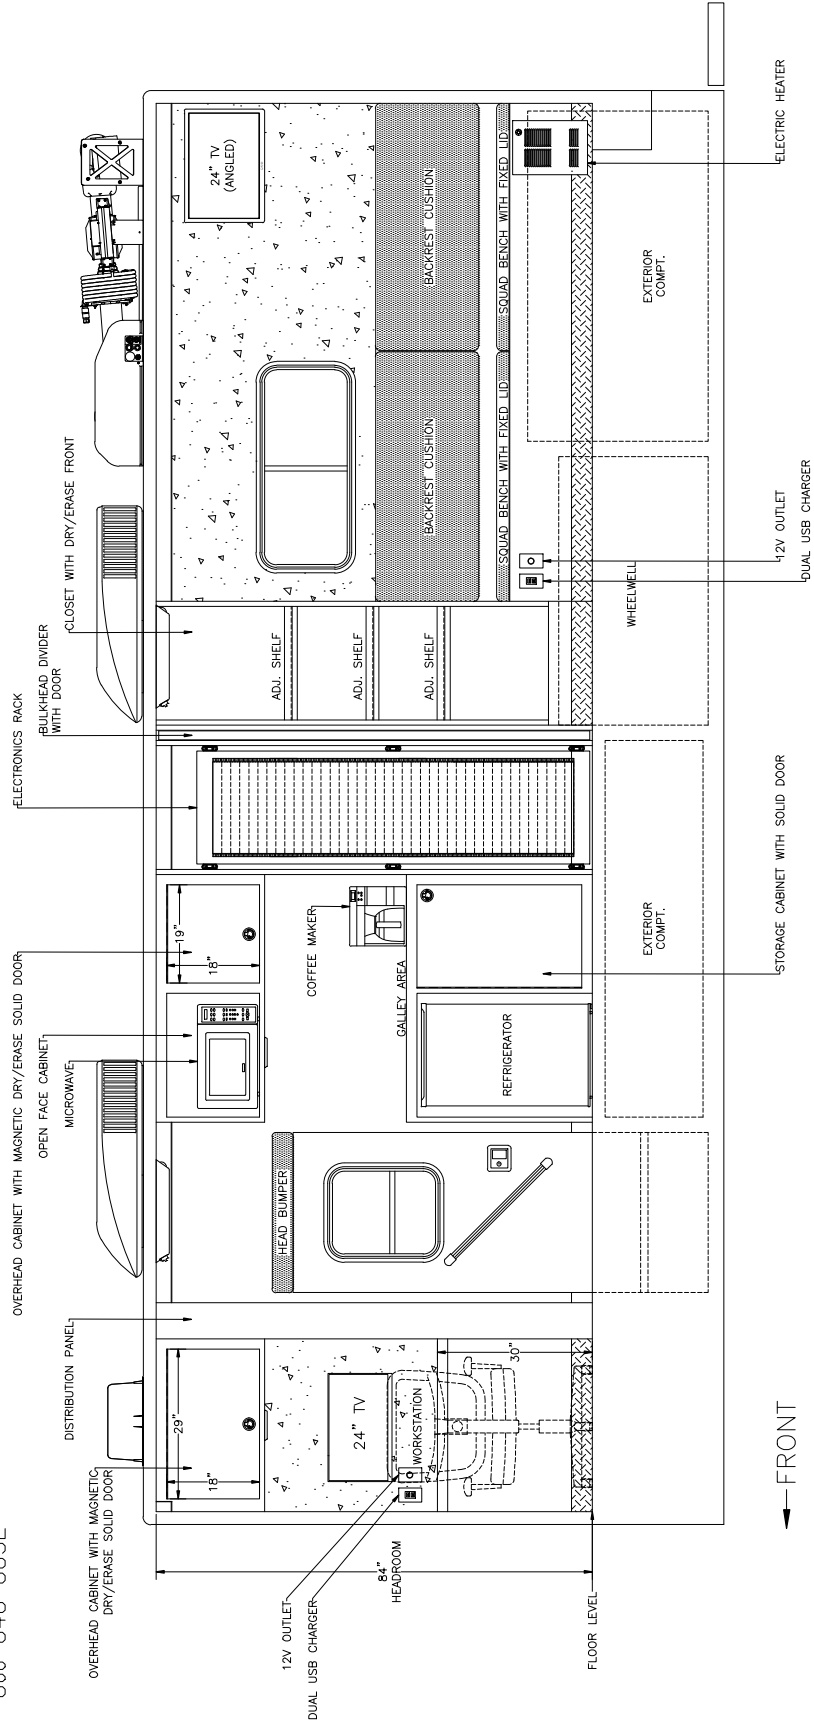 ELECTRONICS RACK
OVERHEAD CABINET WITH MAGNETIC DRY/ERASE SOLID DOOR
BULKHEAD DIVIDER
WITH DOOR
OPEN FACE CABINET
CLOSET WITH DRY/ERASE FRONT
MICROWAVE
DISTRIBUTION PANEL
OVERHEAD CABINET WITH MAGNETIC
DRY/ERASE SOLID DOOR
29"
18"
19"
18"
24" TV
(ANGLED)
HEAD BUMPER
ADJ. SHELF
ADJ. SHELF
ADJ. SHELF
COFFEE MAKER
12V OUTLET
DUAL USB CHARGER
24" TV
84"
HEADROOM
WORKSTATION
GALLEY AREA
BACKREST CUSHION
BACKREST CUSHION
30"
REFRIGERATOR
SQUAD BENCH WITH FIXED LID
SQUAD BENCH WITH FIXED LID
FLOOR LEVEL
EXTERIOR
COMPT.
WHEELWELL
EXTERIOR
COMPT.
FRONT
STORAGE CABINET WITH SOLID DOOR
12V OUTLET
DUAL USB CHARGER
ELECTRIC HEATER